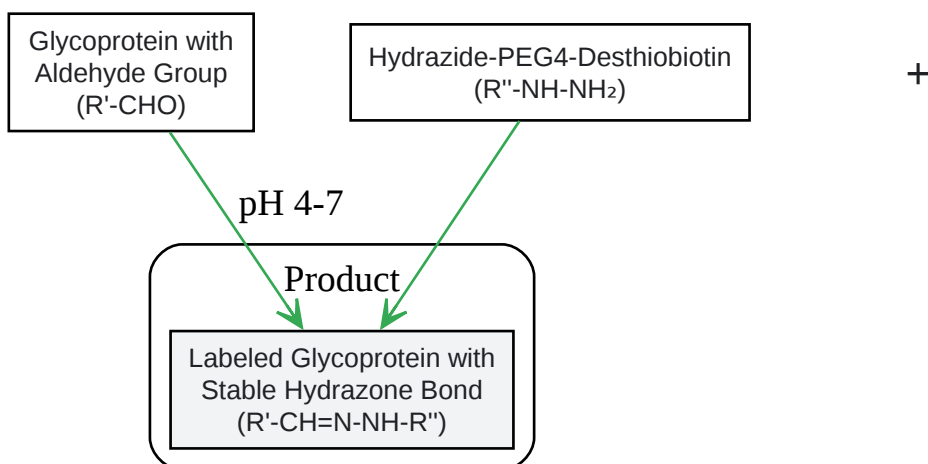 Glycoprotein with
Aldehyde Group
(R'-CHO)
Hydrazide-PEG4-Desthiobiotin
(R''-NH-NH₂)
+
pH 4-7
Product
Labeled Glycoprotein with
Stable Hydrazone Bond
(R'-CH=N-NH-R'')